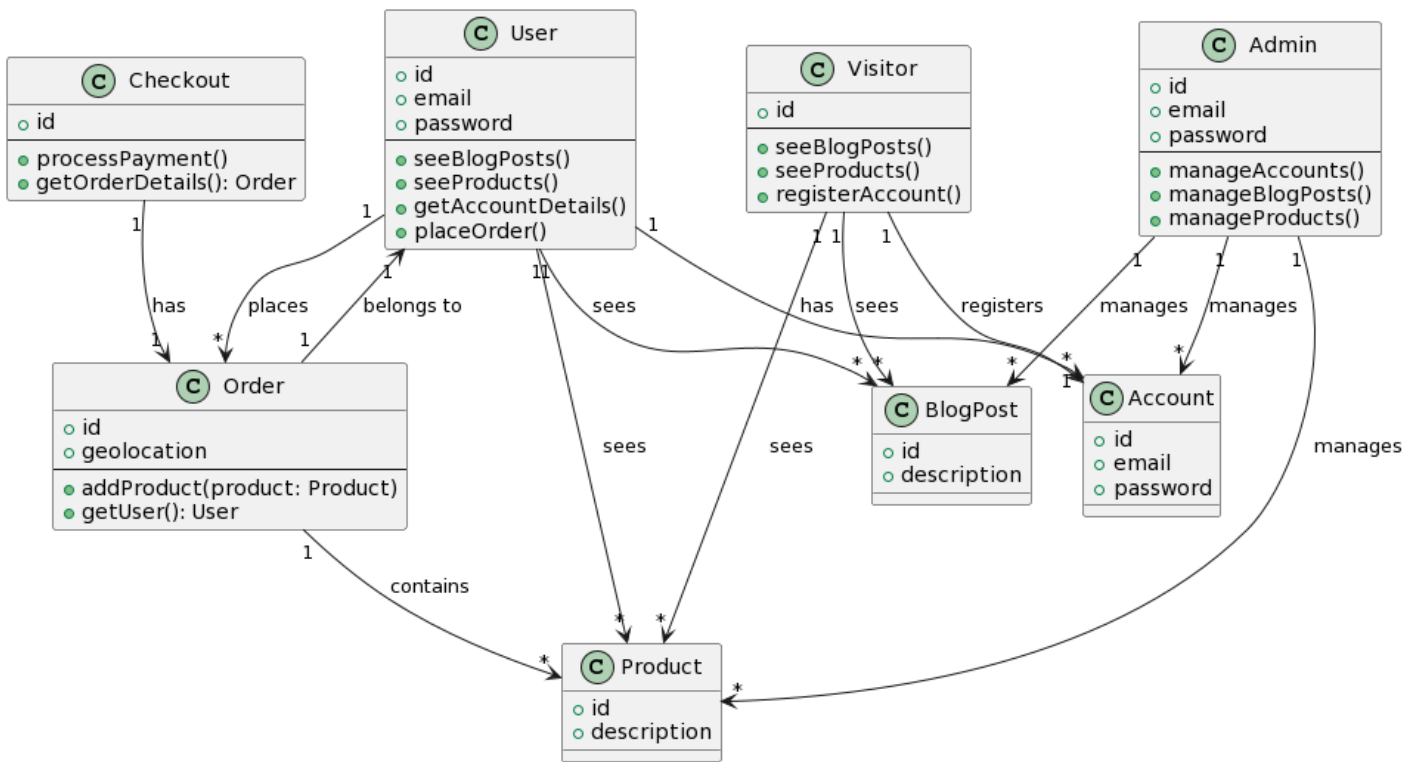 C Checkout
id
processPayment()
getOrderDetails(): Order
C User
id
email
password
seeBlogPosts()
seeProducts()
getAccountDetails()
placeOrder()
C Visitor
id
seeBlogPosts()
seeProducts()
registerAccount()
C Admin
id
email
password
manageAccounts()
manageBlogPosts()
manageProducts()
1
has
1
1
places
*
1
belongs to
1
1
sees
*
1
sees
*
1
has
1
1
sees
*
1
sees
*
1
registers
*
1
manages
*
1
manages
*
1
manages
*
C Order
id
geolocation
addProduct(product: Product)
getUser(): User
C BlogPost
id
description
C Account
id
email
password
1
contains
*
C Product
id
description